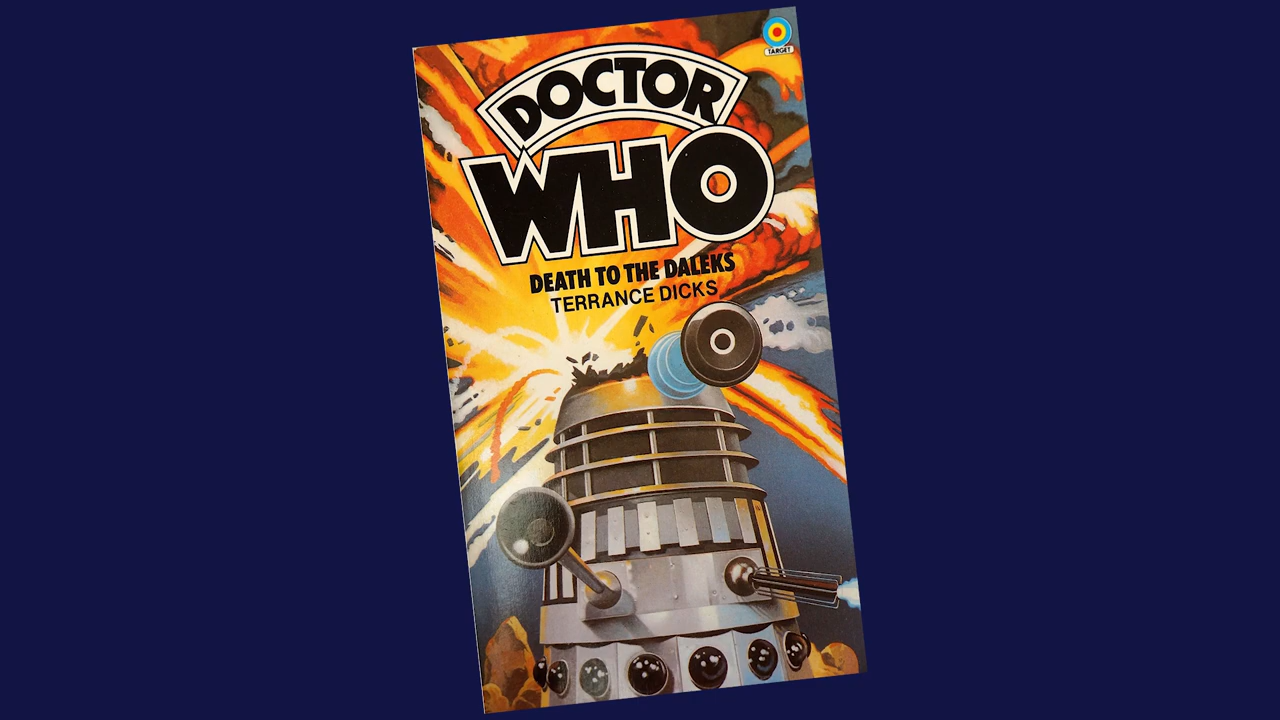 TARGET
DOCTOR
WHO
DEATH TO THE DALEKS
TERRANCE DICKS